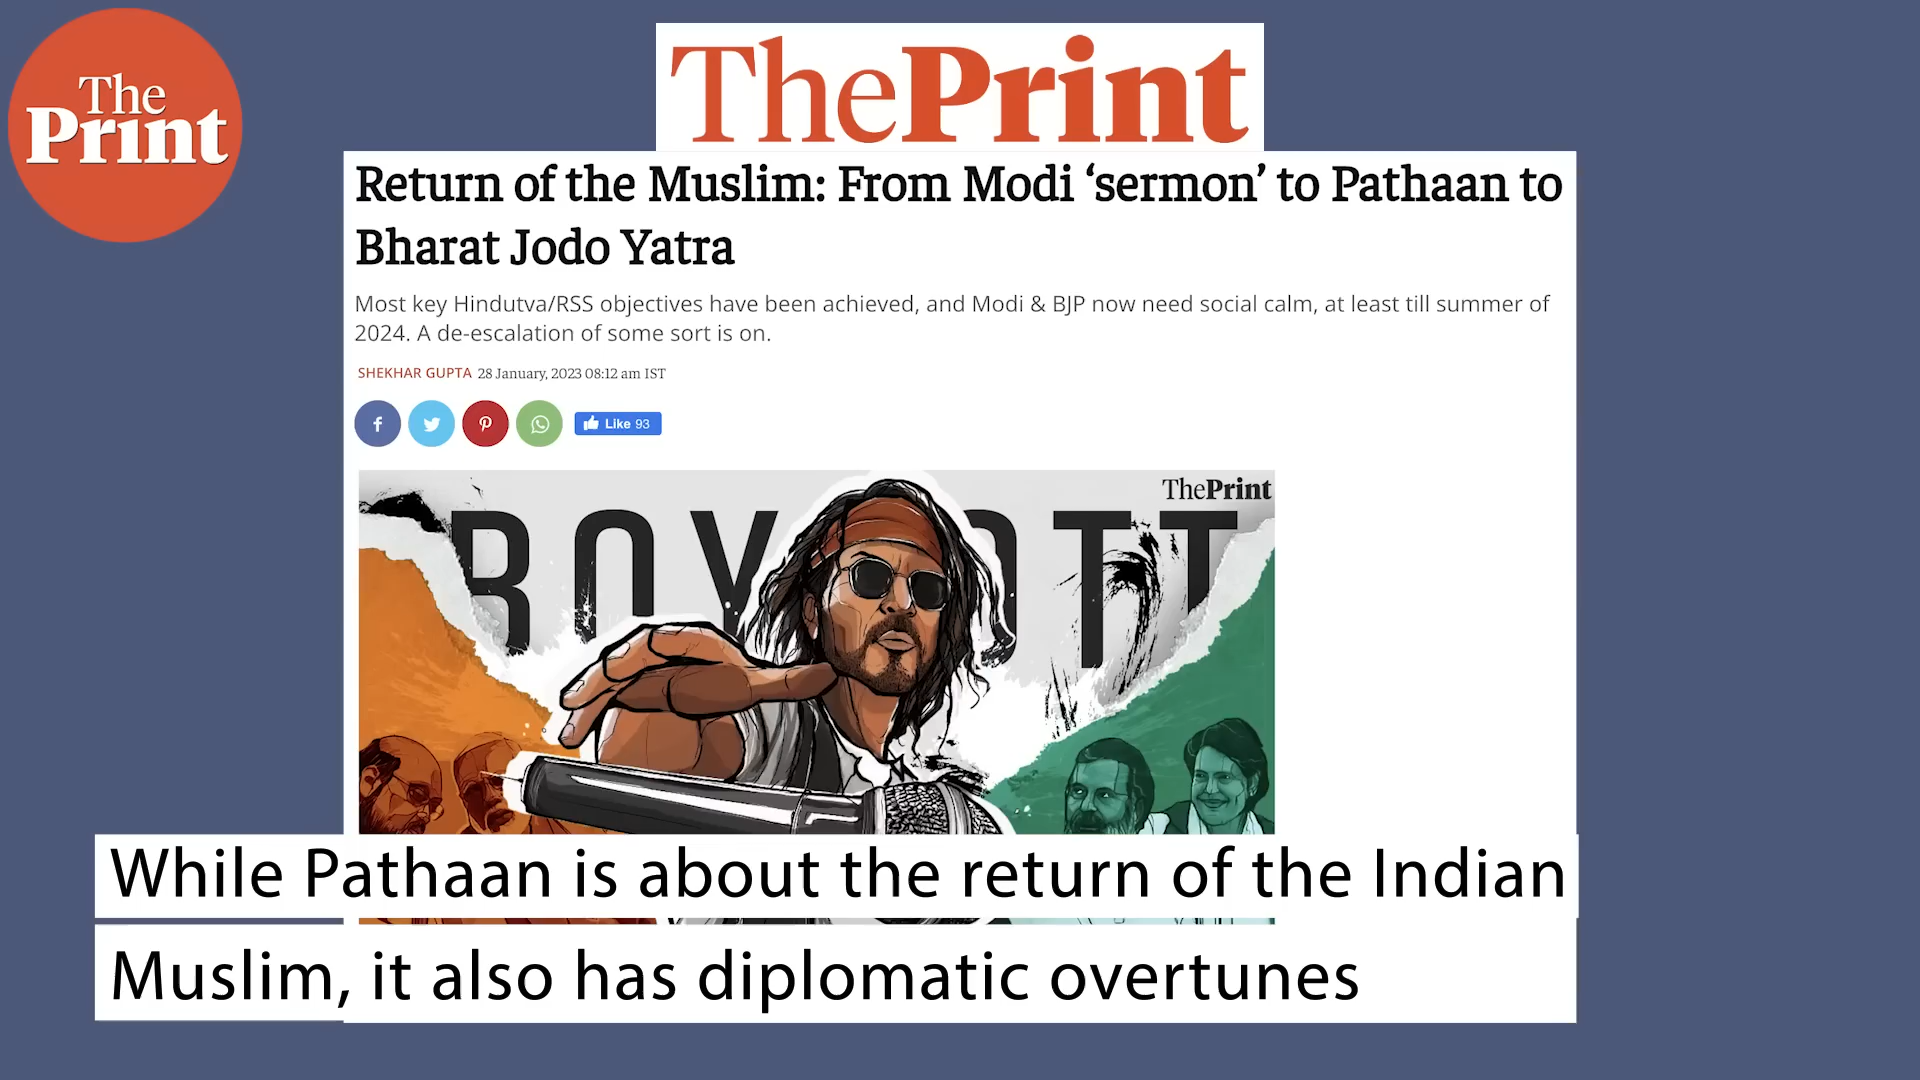 The
Print
ThePrint
Return of the Muslim: From Modi ‘sermon’ to Pathaan to
Bharat Jodo Yatra
Most key Hindutva/RSS objectives have been achieved, and Modi & BJP now need social calm, at least till summer of
2024. A de-escalation of some sort is on.
SHEKHAR GUPTA 28 January, 2023 08:12 am IST
Like 93
ThePrint
BOYCOTT
While Pathaan is about the return of the Indian
Muslim, it also has diplomatic overtunes